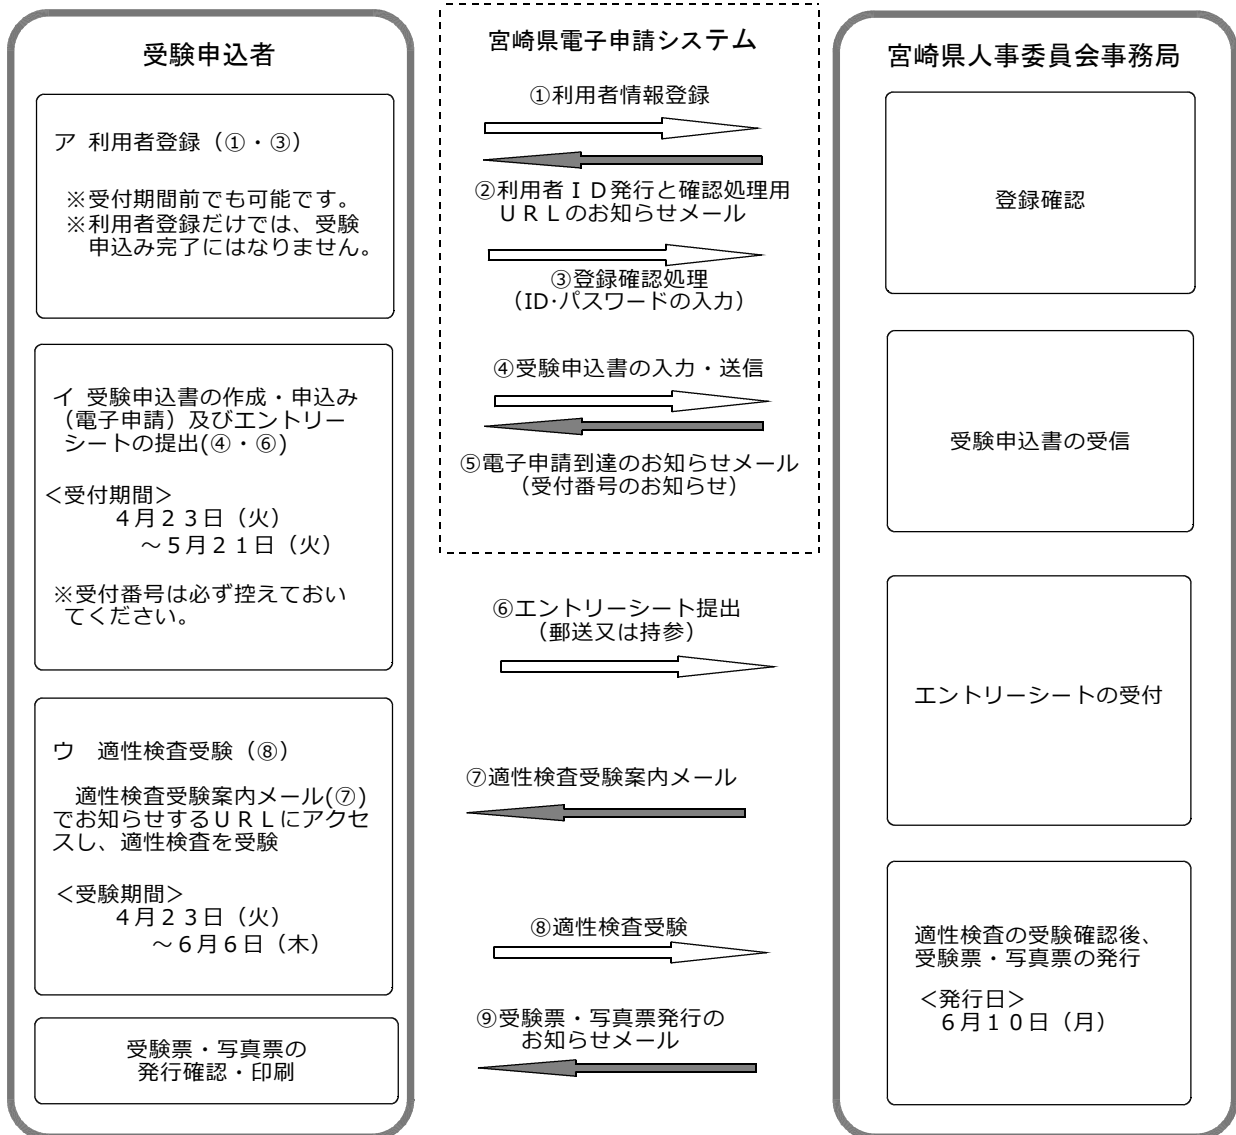 受験申込者
ア 利用者登録（①・③）
※受付期間前でも可能です。
※利用者登録だけでは、受験
申込み完了にはなりません。
イ 受験申込書の作成・申込み
（電子申請）及びエントリー
シートの提出(④・⑥)
＜受付期間＞
４月２３日（火）
～５月２１日（火）
※受付番号は必ず控えておい
てください。
ウ　適性検査受験（⑧）
適性検査受験案内メール(⑦)
でお知らせするＵＲＬにアクセ
スし、適性検査を受験
＜受験期間＞
４月２３日（火）
～６月６日（木）
受験票・写真票の
発行確認・印刷
宮崎県電子申請システム
①利用者情報登録
②利用者ＩＤ発行と確認処理用
ＵＲＬのお知らせメール
③登録確認処理
（ID･パスワードの入力）
④受験申込書の入力・送信
⑤電子申請到達のお知らせメール
（受付番号のお知らせ）
⑥エントリーシート提出
（郵送又は持参）
⑦適性検査受験案内メール
⑧適性検査受験
⑨受験票・写真票発行の
お知らせメール
宮崎県人事委員会事務局
登録確認
受験申込書の受信
エントリーシートの受付
適性検査の受験確認後、
受験票・写真票の発行
＜発行日＞
６月１０日（月）